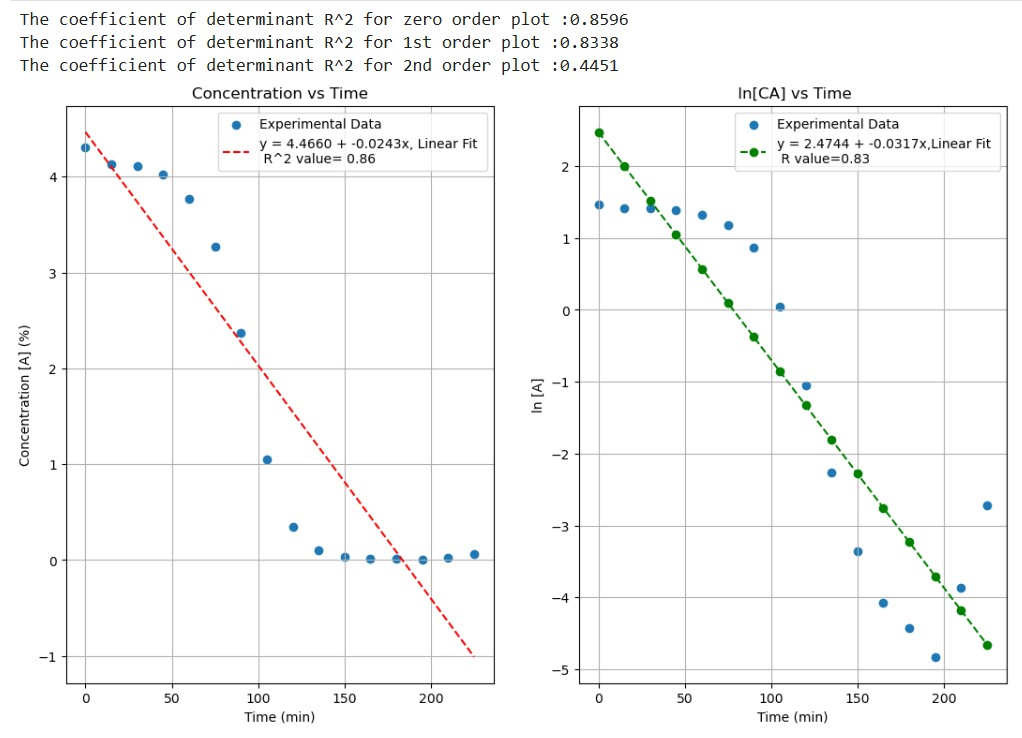 The coefficient of determinant R^2 for zero order plot :0.8596
The coefficient of determinant R^2 for 1st order plot :0.8338
The coefficient of determinant R^2 for 2nd order plot :0.4451
Concentration vs Time
Experimental Data
y = 4.4660 + -0.0243x, Linear Fit
R^2 value= 0.86
Concentration [A] (%)
4
3
2
1
0
−1
0
50
100
150
200
Time (min)
ln[CA] vs Time
Experimental Data
y = 2.4744 + -0.0317x,Linear Fit
R value=0.83
ln [A]
2
1
0
−1
−2
−3
−4
−5
0
50
100
150
200
Time (min)